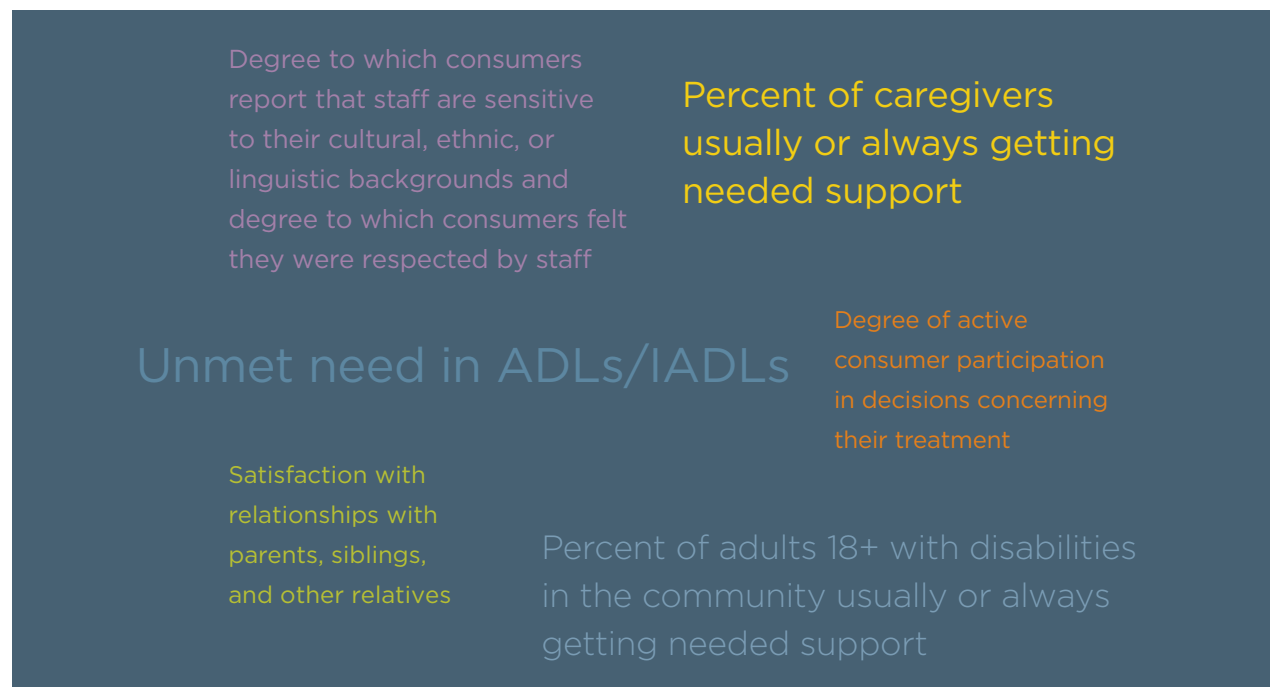 Degree to which consumers
report that staff are sensitive
to their cultural, ethnic, or
linguistic backgrounds and
degree to which consumers felt
they were respected by staff
Percent of caregivers
usually or always getting
needed support
Unmet need in ADLs/IADLs
Degree of active
consumer participation
in decisions concerning
their treatment
Satisfaction with
relationships with
parents, siblings,
and other relatives
Percent of adults 18+ with disabilities
in the community usually or always
getting needed support